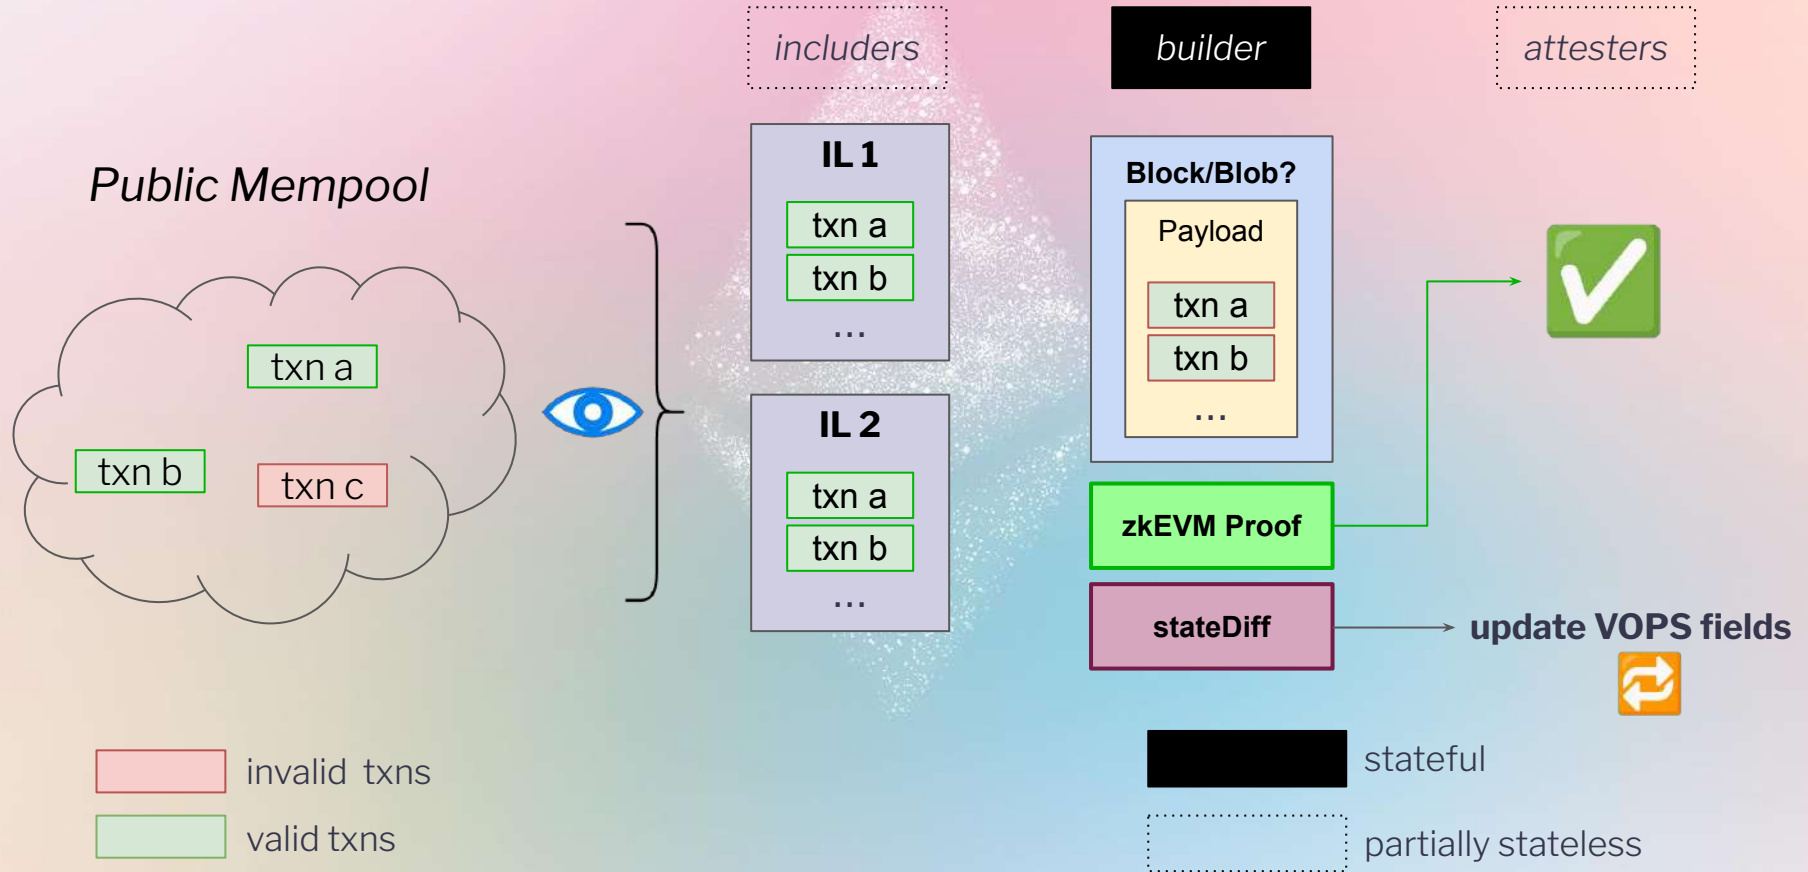 includers
builder
attesters
Public Mempool
txn a
txn b
txn c
IL 1
txn a
txn b
...
IL 2
txn a
txn b
...
Block/Blob?
Payload
txn a
txn b
...
zkEVM Proof
stateDiff
update VOPS fields
invalid txns
valid txns
stateful
partially stateless